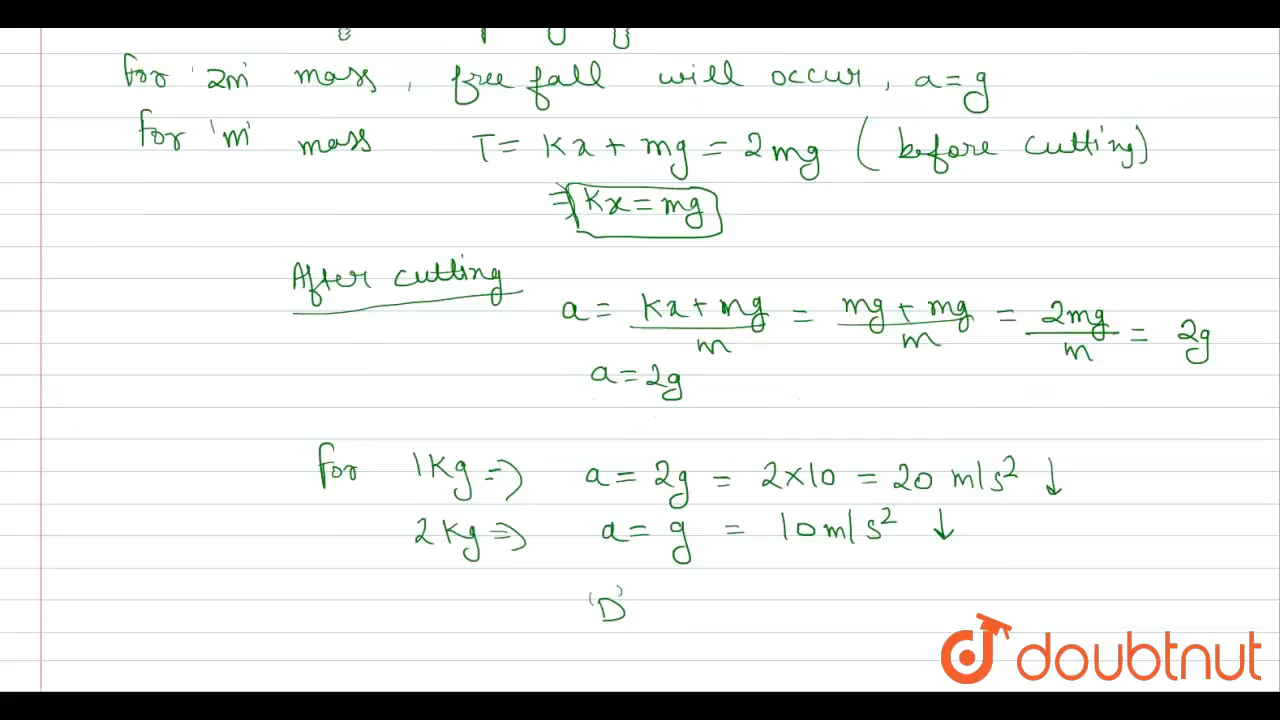 for '2m' mass, free fall will occur, a=g
for 'm' mass T= Kx + mg = 2mg (before cutting)
⇒ Kx = mg
After cutting
a = Kx + mg / m = mg + mg / m = 2mg / m = 2g
a = 2g
for 1Kg ⇒ a = 2g = 2×10 = 20 m/s² ↓
2Kg ⇒ a = g = 10m/s² ↓
'D'
doubtnut